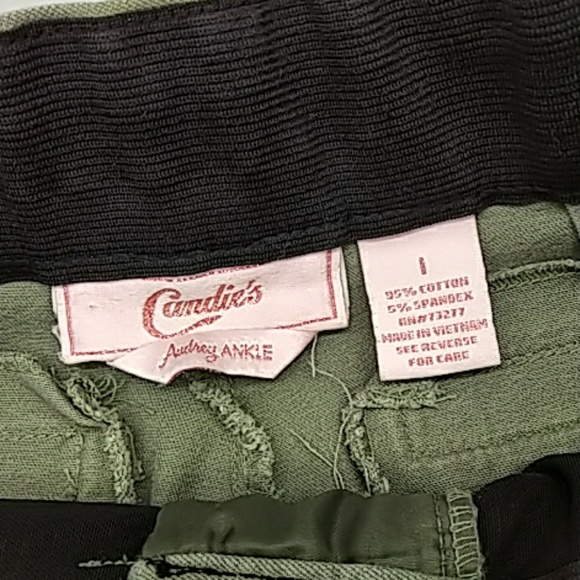 Candie's
Audrey ANKLE
1
95% COTTON
5% SPANDEX
RN#73277
MADE IN VIETNAM
SEE REVERSE
FOR CARE